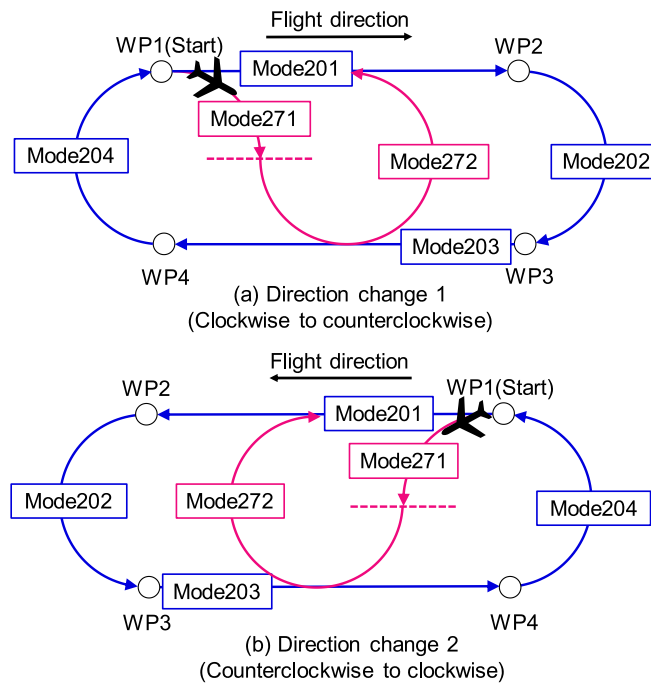 Flight direction
WP1(Start)
WP2
Mode201
Mode271
Mode204
Mode272
Mode202
Mode203
WP4
WP3
(a) Direction change 1
(Clockwise to counterclockwise)
Flight direction
WP2
WP1(Start)
Mode201
Mode271
Mode202
Mode272
Mode204
Mode203
WP3
WP4
(b) Direction change 2
(Counterclockwise to clockwise)